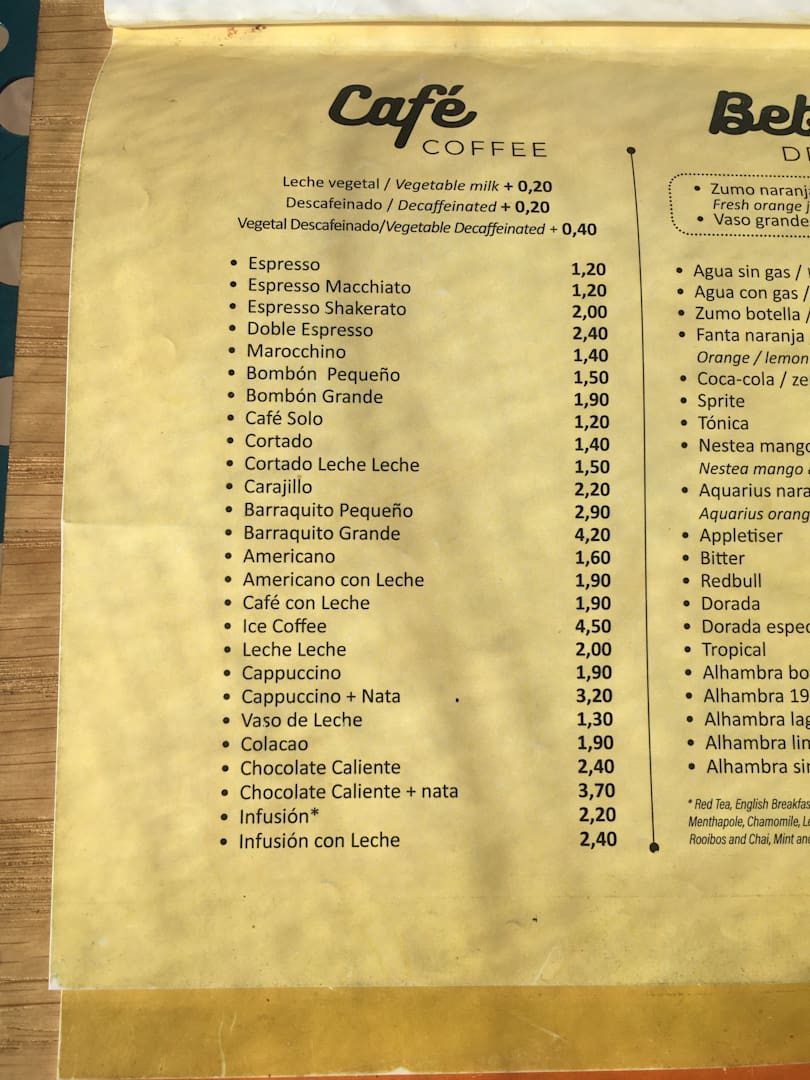 Café
COFFEE
Leche vegetal / Vegetable milk + 0,20
Descafeinado / Decaffeinated + 0,20
Vegetal Descafeinado/Vegetable Decaffeinated + 0,40
• Espresso 1,20
• Espresso Macchiato 1,20
• Espresso Shakerato 2,00
• Doble Espresso 2,40
• Marocchino 1,40
• Bombón Pequeño 1,50
• Bombón Grande 1,90
• Café Solo 1,20
• Cortado 1,40
• Cortado Leche Leche 1,50
• Carajillo 2,20
• Barraquito Pequeño 2,90
• Barraquito Grande 4,20
• Americano 1,60
• Americano con Leche 1,90
• Café con Leche 1,90
• Ice Coffee 4,50
• Leche Leche 2,00
• Cappuccino 1,90
• Cappuccino + Nata 3,20
• Vaso de Leche 1,30
• Colacao 1,90
• Chocolate Caliente 2,40
• Chocolate Caliente + nata 3,70
• Infusión* 2,20
• Infusión con Leche 2,40
• Zumo
Fresh orange
• Vaso grande
• Agua sin gas /
• Agua con gas /
• Zumo botella /
• Fanta naranja
Orange / lemon
• Coca-cola /
• Sprite
• Tónica
• Nestea mango
Nestea mango
• Aquarius
Aquarius
• Appletiser
• Bitter
• Redbull
• Dorada
• Dorada
• Tropical
• Alhambra
• Alhambra
• Alhambra
• Alhambra
• Alhambra
* Red Tea, English
Menthapole, Chamomile,
Rooibos and Chai, Mint